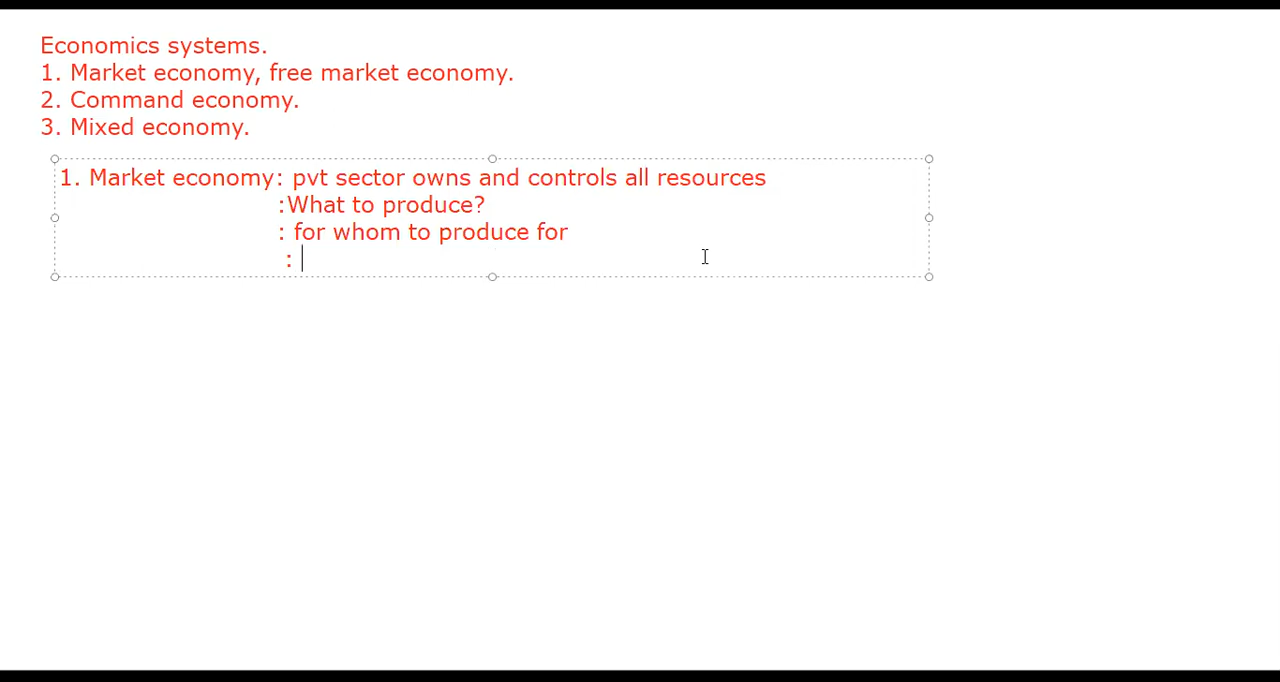 Economics systems.
1. Market economy, free market economy.
2. Command economy.
3. Mixed economy.
1. Market economy: pvt sector owns and controls all resources
:What to produce?
: for whom to produce for
: